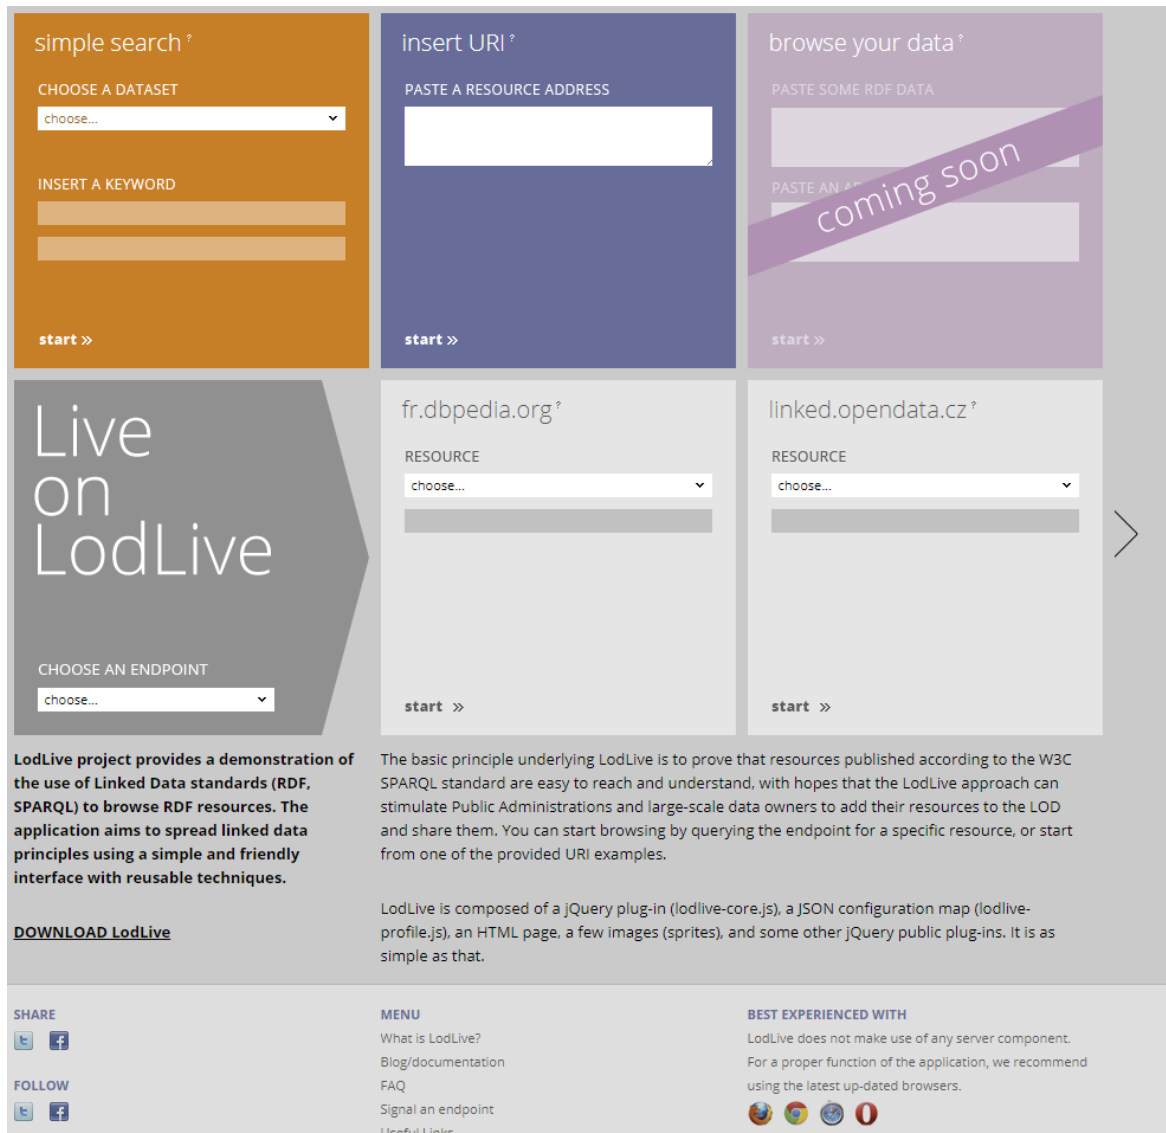 simple search ?
CHOOSE A DATASET
choose...
INSERT A KEYWORD
start »
insert URI ?
PASTE A RESOURCE ADDRESS
start »
browse your data ?
PASTE SOME RDF DATA
PASTE AN
coming soon
start »
Live
on
LodLive
CHOOSE AN ENDPOINT
choose...
fr.dbpedia.org ?
RESOURCE
choose...
start »
linked.opendata.cz ?
RESOURCE
choose...
start »
LodLive project provides a demonstration of
the use of Linked Data standards (RDF,
SPARQL) to browse RDF resources. The
application aims to spread linked data
principles using a simple and friendly
interface with reusable techniques.
DOWNLOAD LodLive
The basic principle underlying LodLive is to prove that resources published according to the W3C
SPARQL standard are easy to reach and understand, with hopes that the LodLive approach can
stimulate Public Administrations and large-scale data owners to add their resources to the LOD
and share them. You can start browsing by querying the endpoint for a specific resource, or start
from one of the provided URI examples.
LodLive is composed of a jQuery plug-in (lodlive-core.js), a JSON configuration map (lodlive-
profile.js), an HTML page, a few images (sprites), and some other jQuery public plug-ins. It is as
simple as that.
SHARE
FOLLOW
MENU
What is LodLive?
Blog/documentation
FAQ
Signal an endpoint
Useful Links
BEST EXPERIENCED WITH
LodLive does not make use of any server component.
For a proper function of the application, we recommend
using the latest up-dated browsers.